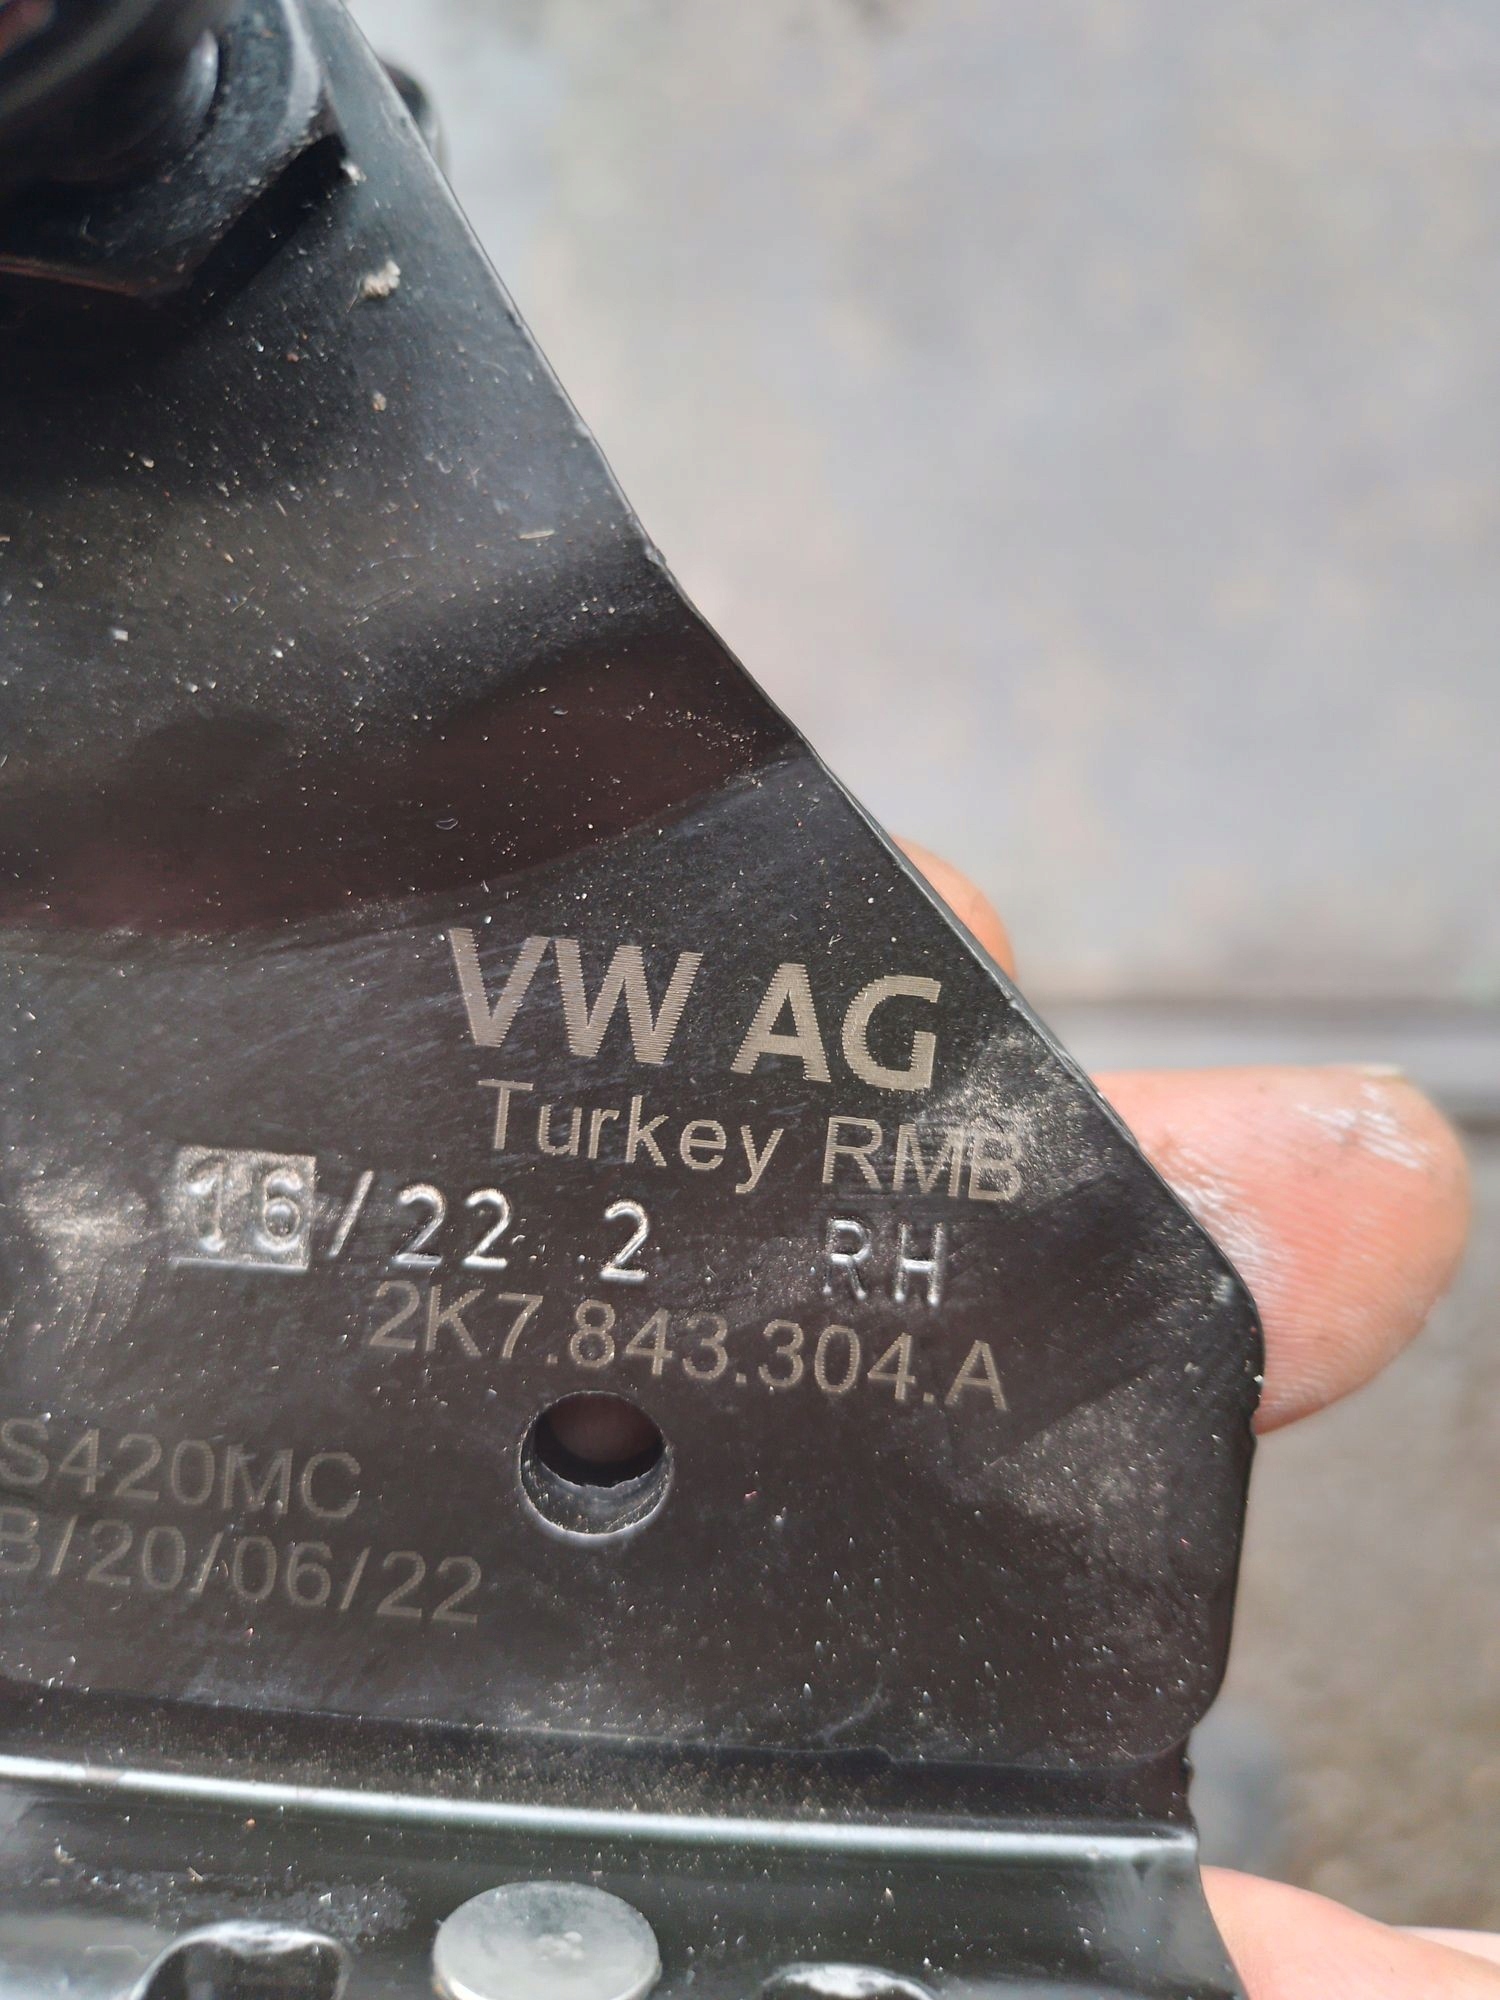 VW AG
Turkey RMB
16/22 2 RH
2K7.843.304.A
S420MC
B/20/06/22